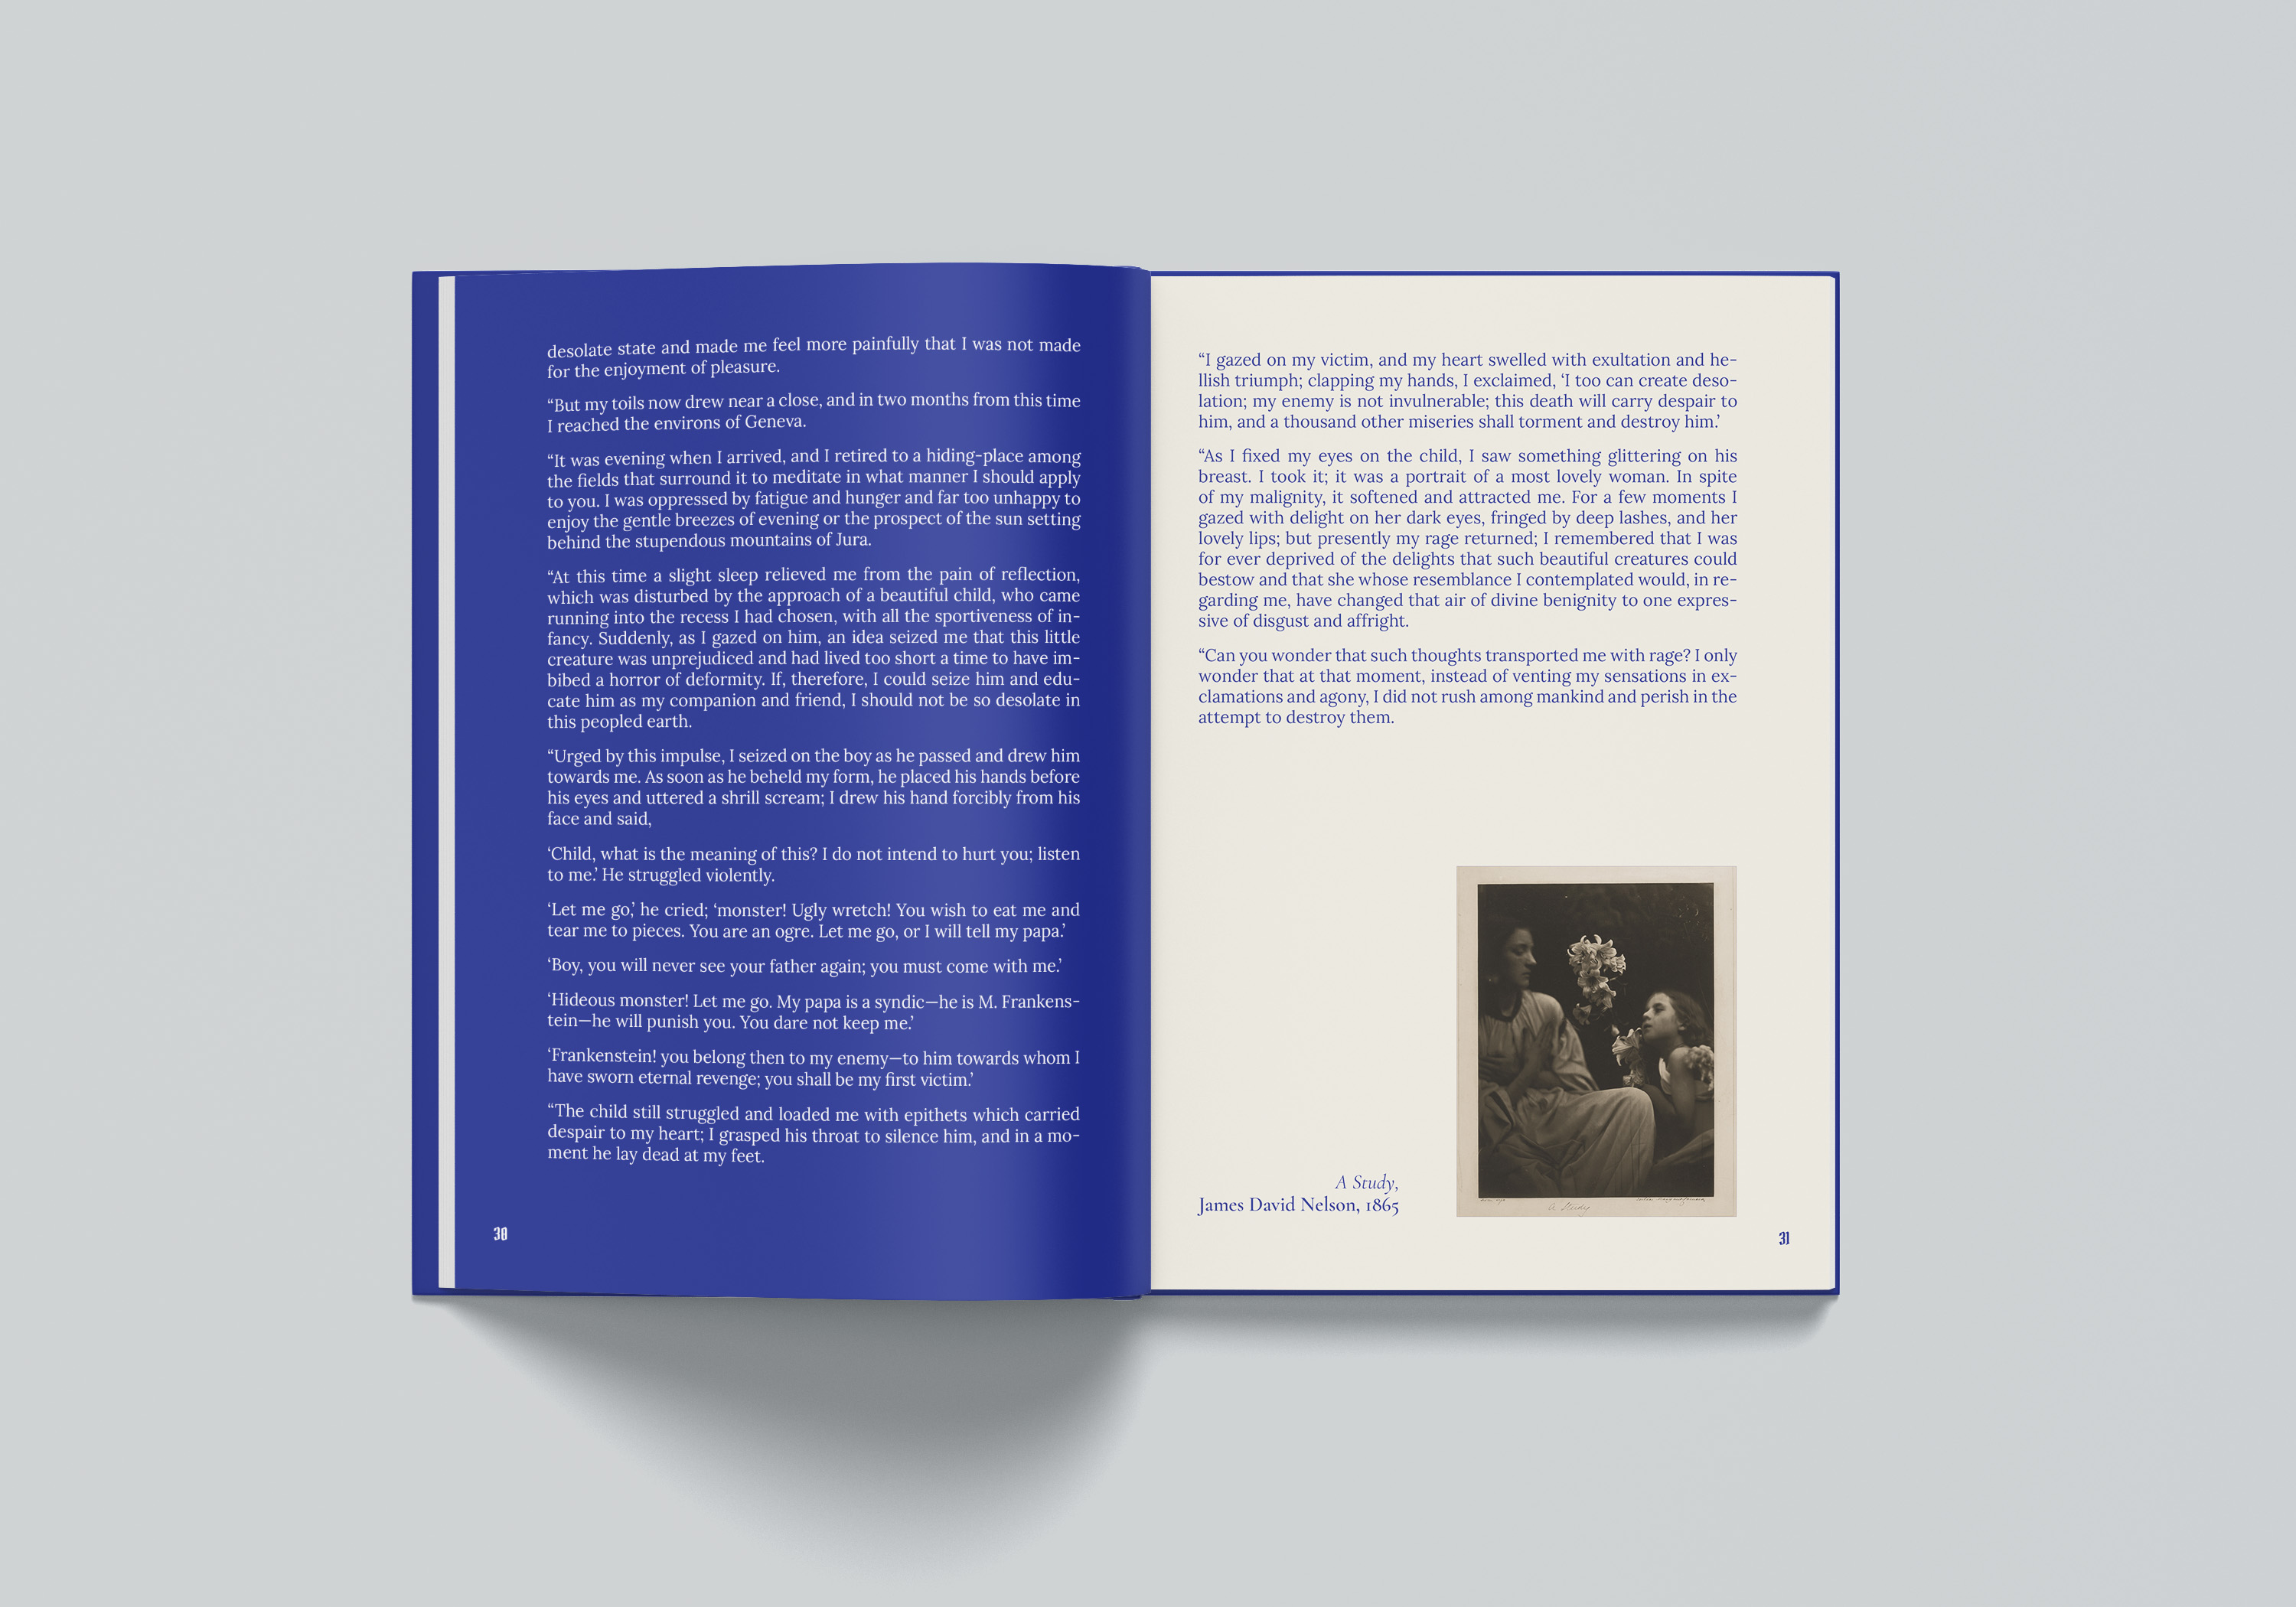 desolate state and made me feel more painfully that I was not made
for the enjoyment of pleasure.
“But my toils now drew near a close, and in two months from this time
I reached the environs of Geneva.
“It was evening when I arrived, and I retired to a hiding-place among
the fields that surround it to meditate in what manner I should apply
to you. I was oppressed by fatigue and hunger and far too unhappy to
enjoy the gentle breezes of evening or the prospect of the sun setting
behind the stupendous mountains of Jura.
“At this time a slight sleep relieved me from the pain of reflection,
which was disturbed by the approach of a beautiful child, who came
running into the recess I had chosen, with all the sportiveness of in-
fancy. Suddenly, as I gazed on him, an idea seized me that this little
creature was unprejudiced and had lived too short a time to have im-
bibed a horror of deformity. If, therefore, I could seize him and edu-
cate him as my companion and friend, I should not be so desolate in
this peopled earth.
“Urged by this impulse, I seized on the boy as he passed and drew him
towards me. As soon as he beheld my form, he placed his hands before
his eyes and uttered a shrill scream; I drew his hand forcibly from his
face and said,
‘Child, what is the meaning of this? I do not intend to hurt you; listen
to me.’ He struggled violently.
‘Let me go,’ he cried; ‘monster! Ugly wretch! You wish to eat me and
tear me to pieces. You are an ogre. Let me go, or I will tell my papa.’
‘Boy, you will never see your father again; you must come with me.’
‘Hideous monster! Let me go. My papa is a syndic—he is M. Frankens-
tein—he will punish you. You dare not keep me.’
‘Frankenstein! you belong then to my enemy—to him towards whom I
have sworn eternal revenge; you shall be my first victim.’
“The child still struggled and loaded me with epithets which carried
despair to my heart; I grasped his throat to silence him, and in a mo-
ment he lay dead at my feet.
30
“I gazed on my victim, and my heart swelled with exultation and he-
llish triumph; clapping my hands, I exclaimed, ‘I too can create deso-
lation; my enemy is not invulnerable; this death will carry despair to
him, and a thousand other miseries shall torment and destroy him.’
“As I fixed my eyes on the child, I saw something glittering on his
breast. I took it; it was a portrait of a most lovely woman. In spite
of my malignity, it softened and attracted me. For a few moments I
gazed with delight on her dark eyes, fringed by deep lashes, and her
lovely lips; but presently my rage returned; I remembered that I was
for ever deprived of the delights that such beautiful creatures could
bestow and that she whose resemblance I contemplated would, in re-
garding me, have changed that air of divine benignity to one expres-
sive of disgust and affright.
“Can you wonder that such thoughts transported me with rage? I only
wonder that at that moment, instead of venting my sensations in ex-
clamations and agony, I did not rush among mankind and perish in the
attempt to destroy them.
A Study,
James David Nelson, 1865
A Study
31